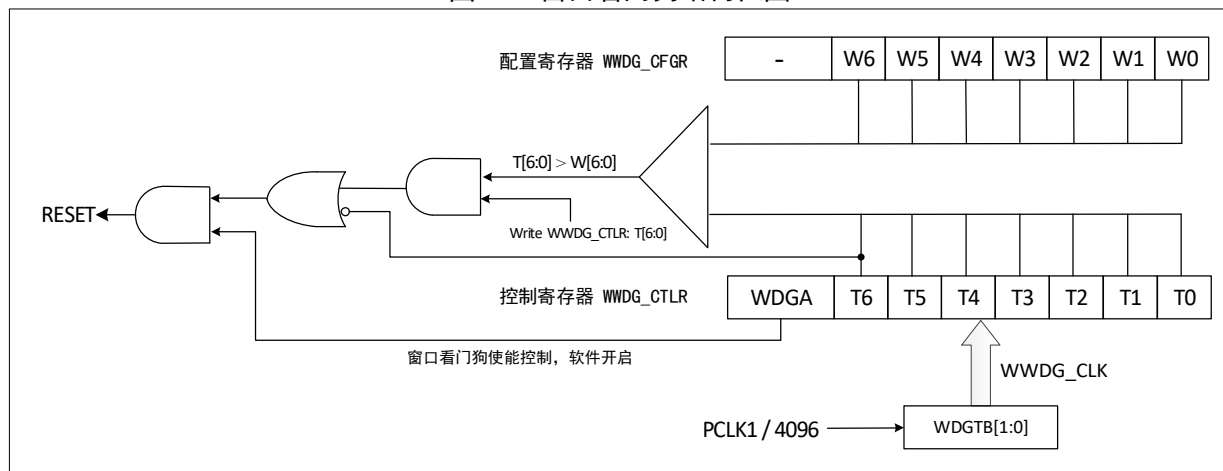 配置寄存器 WWDG_CFGR
- W6 W5 W4 W3 W2 W1 W0
T[6:0] > W[6:0]
RESET
Write WWDG_CTLR: T[6:0]
控制寄存器 WWDG_CTLR
WDGA T6 T5 T4 T3 T2 T1 T0
窗口看门狗使能控制，软件开启
WWDG_CLK
PCLK1 / 4096
WDGTB[1:0]